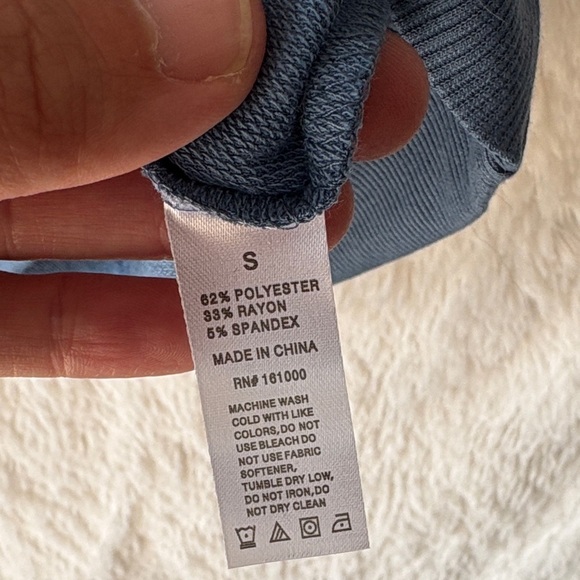 S
62% POLYESTER
33% RAYON
5% SPANDEX
MADE IN CHINA
RN# 161000
MACHINE WASH
COLD WITH LIKE
COLORS,DO NOT
USE BLEACH DO
NOT USE FABRIC
SOFTENER,
TUMBLE DRY LOW,
DO NOT IRON,DO
NOT DRY CLEAN